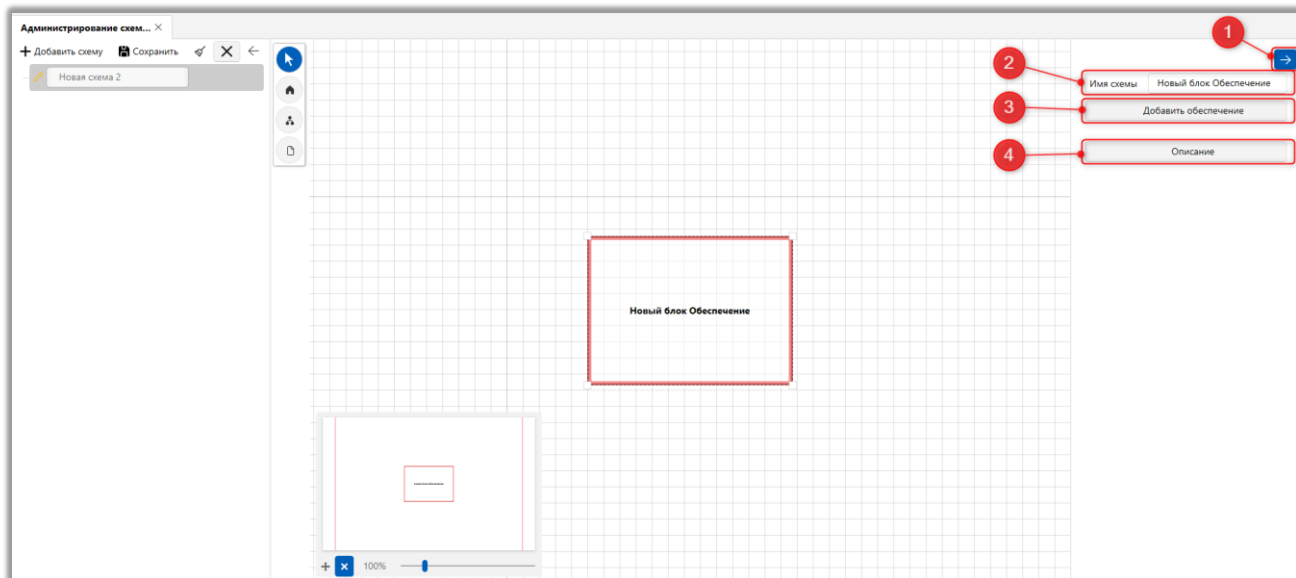 Администрирование схем...
Добавить схему Сохранить
Новая схема 2
1
2
Имя схемы Новый блок Обеспечение
3
Добавить обеспечение
4
Описание
Новый блок Обеспечение
100%